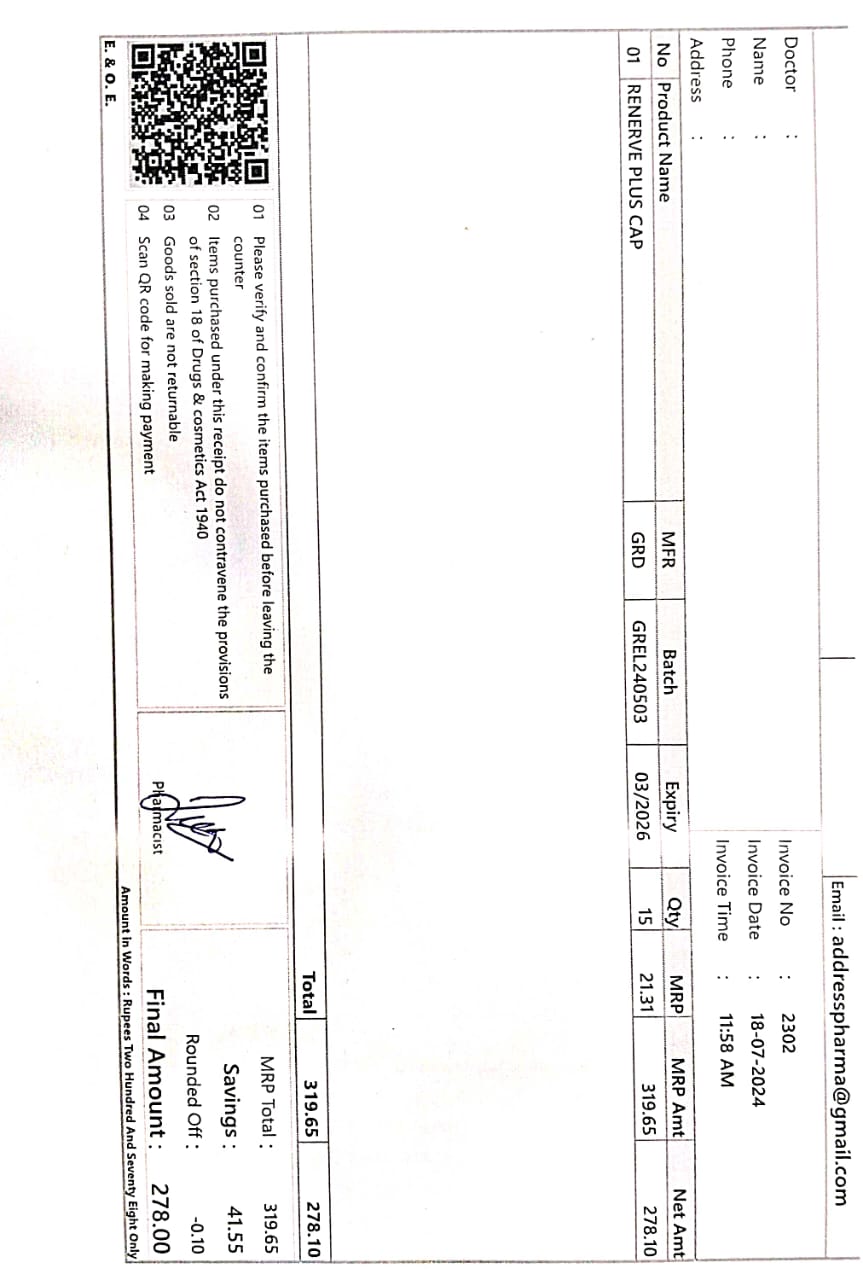 Email : addresspharma@gmail.com
Doctor :
Name :
Phone :
Address :
Invoice No : 2302
Invoice Date : 18-07-2024
Invoice Time : 11:58 AM
No Product Name MFR Batch Expiry Qty MRP MRP Amt Net Amt
01 RENERVE PLUS CAP GRD GREL240503 03/2026 15 21.31 319.65 278.10
Total 319.65 278.10
01 Please verify and confirm the items purchased before leaving the
counter
02 Items purchased under this receipt do not contravene the provisions
of section 18 of Drugs & cosmetics Act 1940
03 Goods sold are not returnable
04 Scan QR code for making payment
Pharmacist
MRP Total : 319.65
Savings : 41.55
Rounded Off : -0.10
Final Amount : 278.00
Amount in Words : Rupees Two Hundred And Seventy Eight Only
E. & O. E.